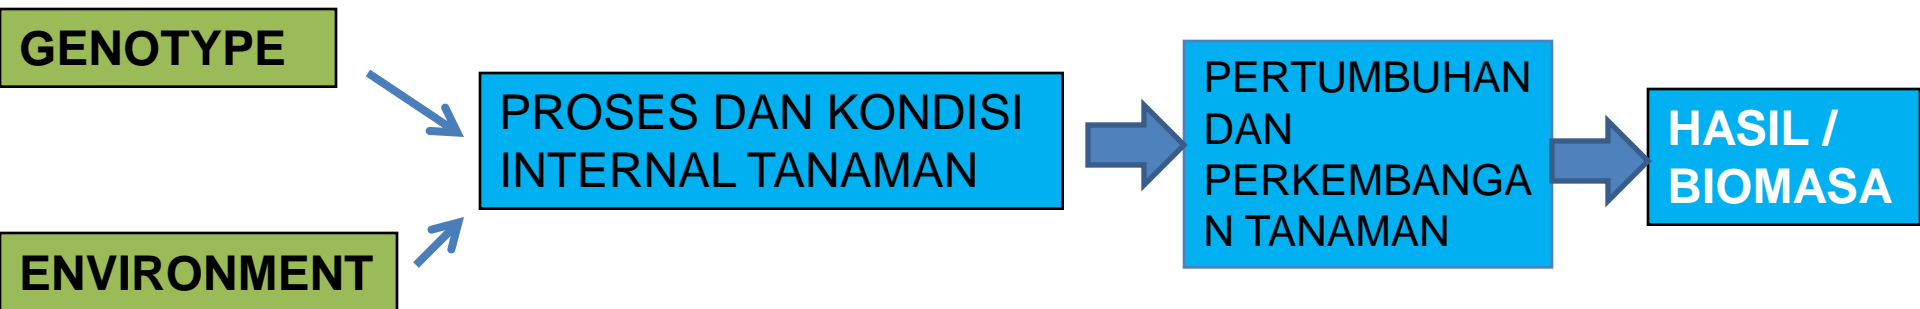 GENOTYPE
ENVIRONMENT
PROSES DAN KONDISI
INTERNAL TANAMAN
PERTUMBUHAN
DAN
PERKEMBANGA
N TANAMAN
HASIL /
BIOMASA